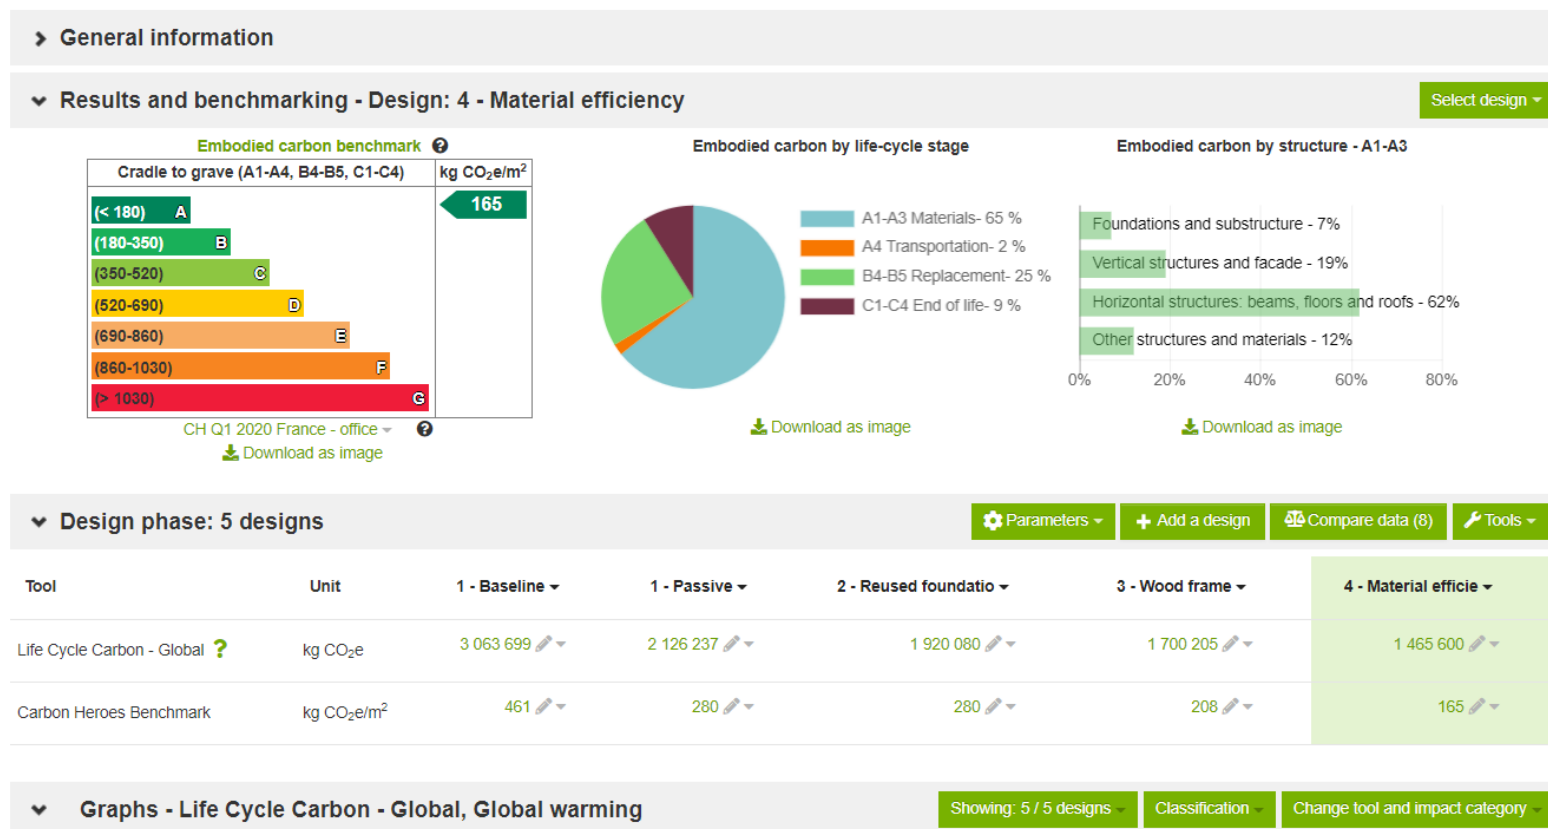 General information
Results and benchmarking - Design: 4 - Material efficiency
Select design
Embodied carbon benchmark ?
Cradle to grave (A1-A4, B4-B5, C1-C4) kg CO₂e/m²
(< 180) A 165
(180-350) B
(350-520) C
(520-690) D
(690-860) E
(860-1030) F
(> 1030) G
CH Q1 2020 France - office ?
Download as image
Embodied carbon by life-cycle stage
A1-A3 Materials- 65 %
A4 Transportation- 2 %
B4-B5 Replacement- 25 %
C1-C4 End of life- 9 %
Download as image
Embodied carbon by structure - A1-A3
Foundations and substructure - 7%
Vertical structures and facade - 19%
Horizontal structures: beams, floors and roofs - 62%
Other structures and materials - 12%
0% 20% 40% 60% 80%
Download as image
Design phase: 5 designs
Parameters Add a design Compare data (8) Tools
Tool Unit 1 - Baseline 1 - Passive 2 - Reused foundatio 3 - Wood frame 4 - Material efficie
Life Cycle Carbon - Global ? kg CO₂e 3 063 699 2 126 237 1 920 080 1 700 205 1 465 600
Carbon Heroes Benchmark kg CO₂e/m² 461 280 280 208 165
Graphs - Life Cycle Carbon - Global, Global warming
Showing: 5 / 5 designs Classification Change tool and impact category